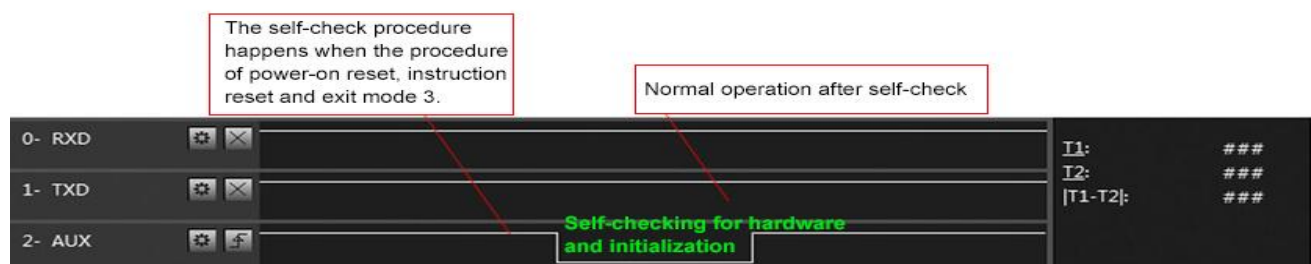 The self-check procedure
happens when the procedure
of power-on reset, instruction
reset and exit mode 3.
Normal operation after self-check
0- RXD
T1: ###
1- TXD
T2: ###
|T1-T2|: ###
2- AUX
Self-checking for hardware
and initialization